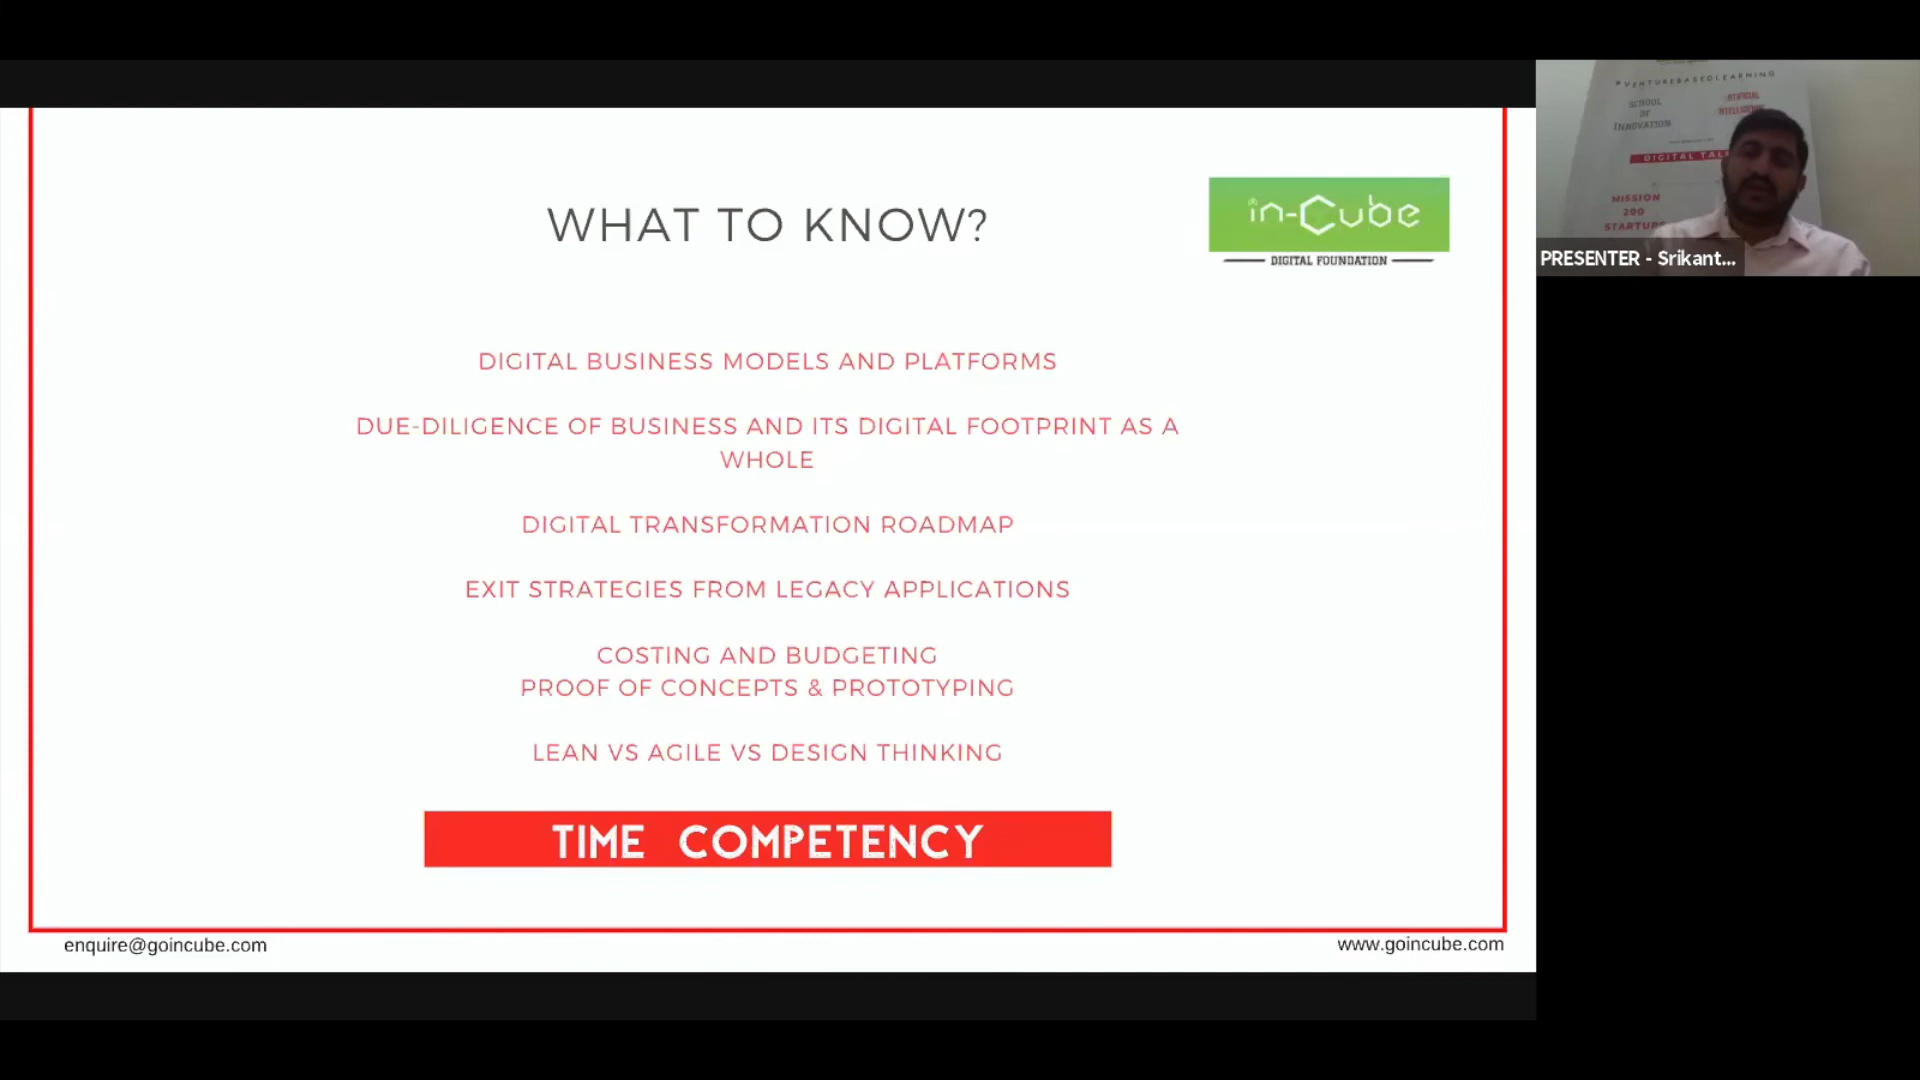 WHAT TO KNOW?
in-Cube
DIGITAL FOUNDATION
DIGITAL BUSINESS MODELS AND PLATFORMS
DUE-DILIGENCE OF BUSINESS AND ITS DIGITAL FOOTPRINT AS A
WHOLE
DIGITAL TRANSFORMATION ROADMAP
EXIT STRATEGIES FROM LEGACY APPLICATIONS
COSTING AND BUDGETING
PROOF OF CONCEPTS & PROTOTYPING
LEAN VS AGILE VS DESIGN THINKING
TIME COMPETENCY
enquire@goincube.com
www.goincube.com
#VENTUREBASEDLEARNING
SCHOOL
OF
INNOVATION
DIGITAL
MISSION
200
PRESENTER - Srikant...